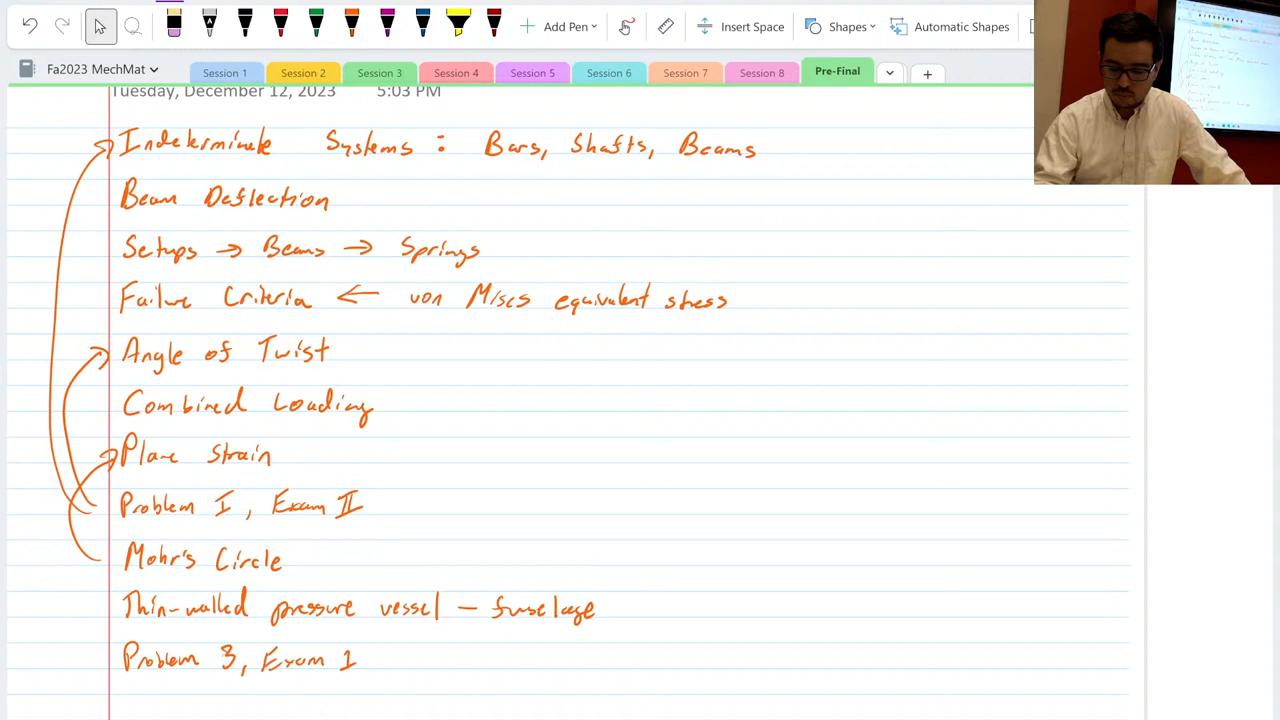 Add Pen
Insert Space
Shapes
Automatic Shapes
Fa2023 MechMat
Session 1
Session 2
Session 3
Session 4
Session 5
Session 6
Session 7
Session 8
Pre-Final
Tuesday, December 12, 2023 5:03 PM
Indeterminate Systems : Bars, Shafts, Beams
Beam Deflection
Setups → Beams → Springs
Failure Criteria ← von Mises equivalent stress
Angle of Twist
Combined Loading
Plane Strain
Problem I, Exam II
Mohr's Circle
Thin-walled pressure vessel – fuselage
Problem 3, Exam 1